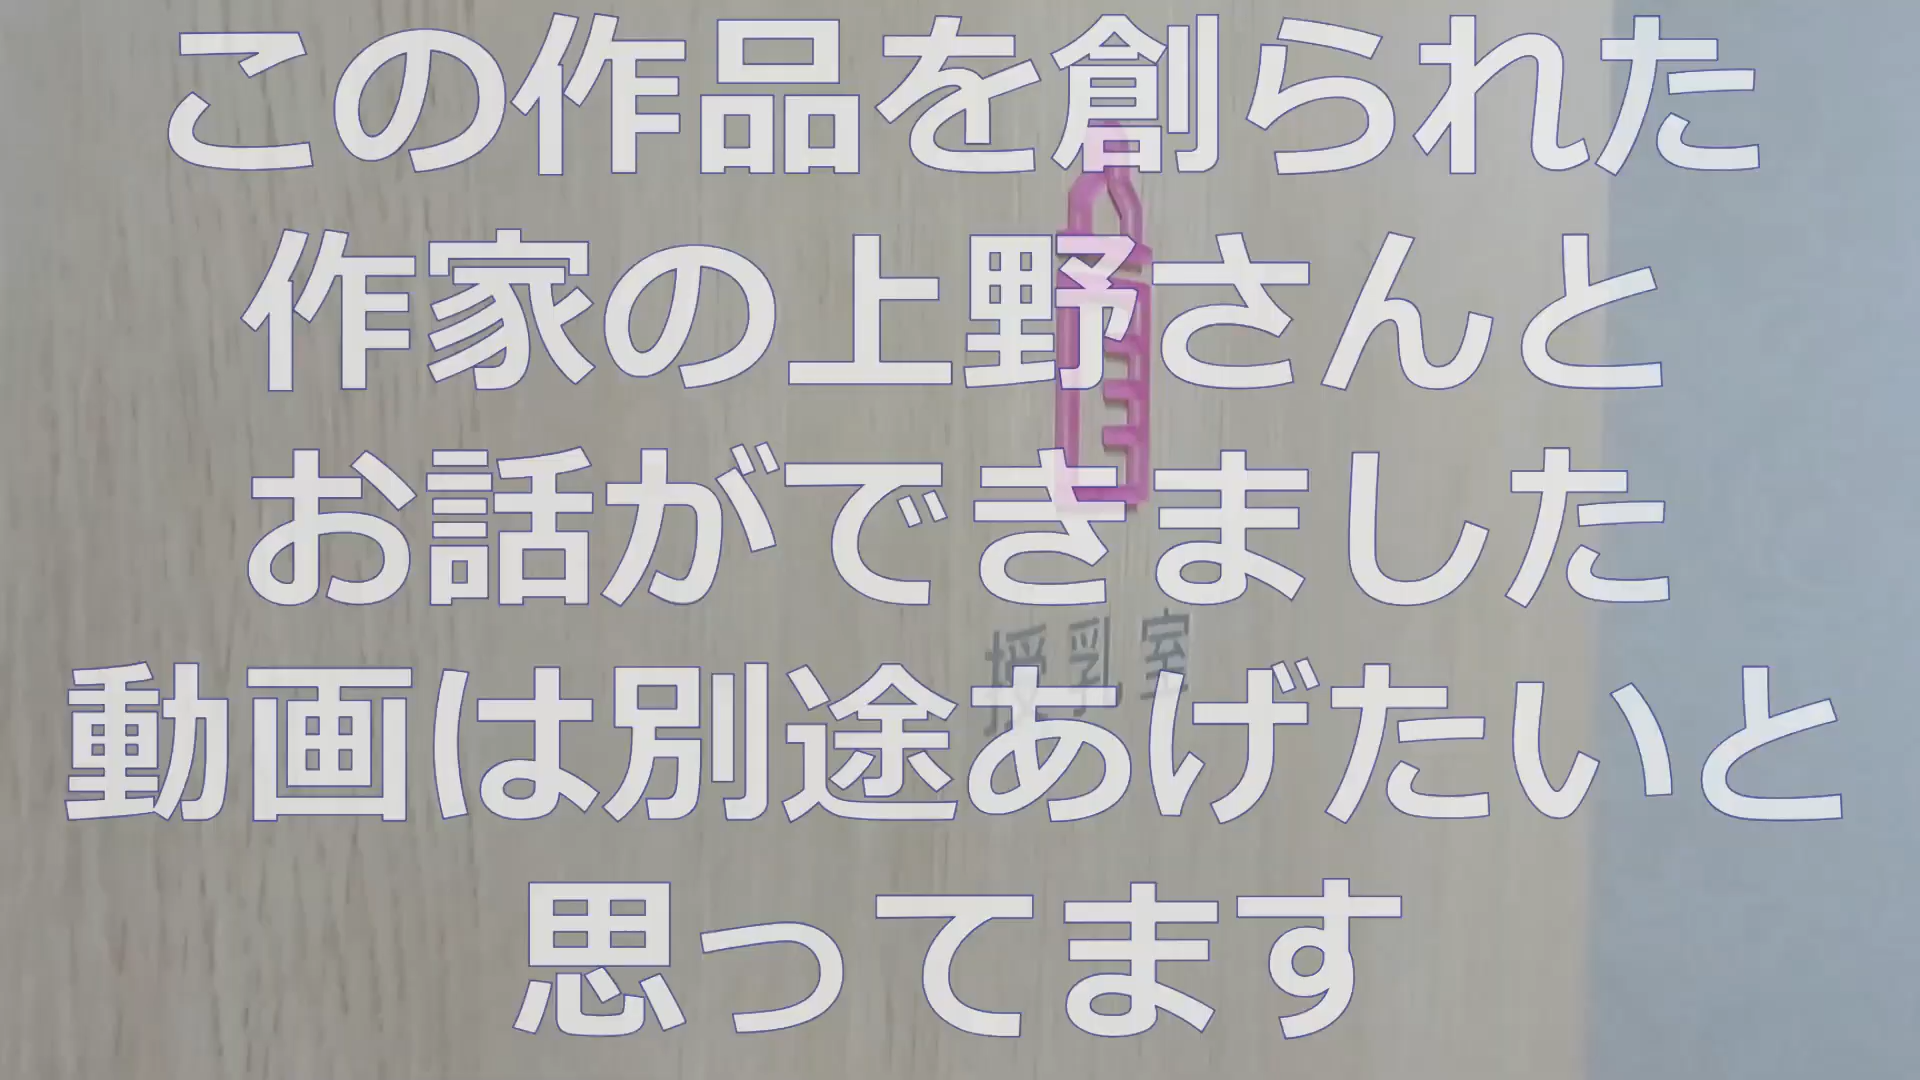 この作品を創られた
作家の上野さんと
お話ができました
授乳室
動画は別途あげたいと
思ってます